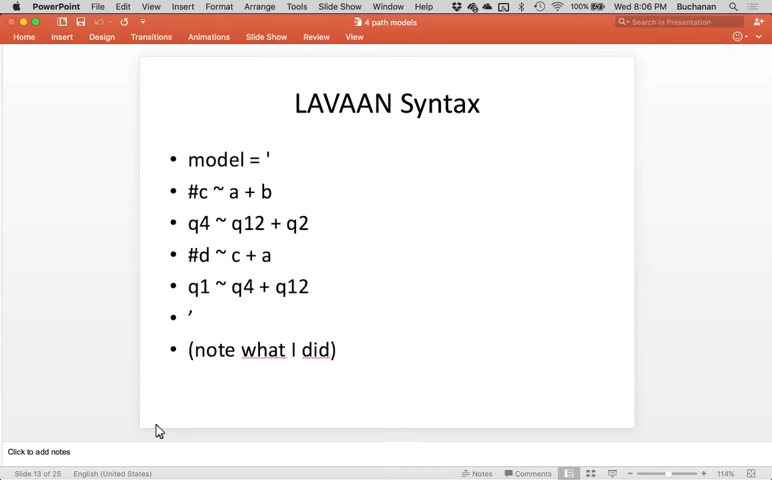 PowerPoint File Edit View Insert Format Arrange Tools Slide Show Window Help 100% Wed 8:06 PM Buchanan
4 path models Search in Presentation
Home Insert Design Transitions Animations Slide Show Review View
LAVAAN Syntax
• model = '
• #c ~ a + b
• q4 ~ q12 + q2
• #d ~ c + a
• q1 ~ q4 + q12
• ’
• (note what I did)
Click to add notes
Slide 13 of 25 English (United States) Notes Comments 114%